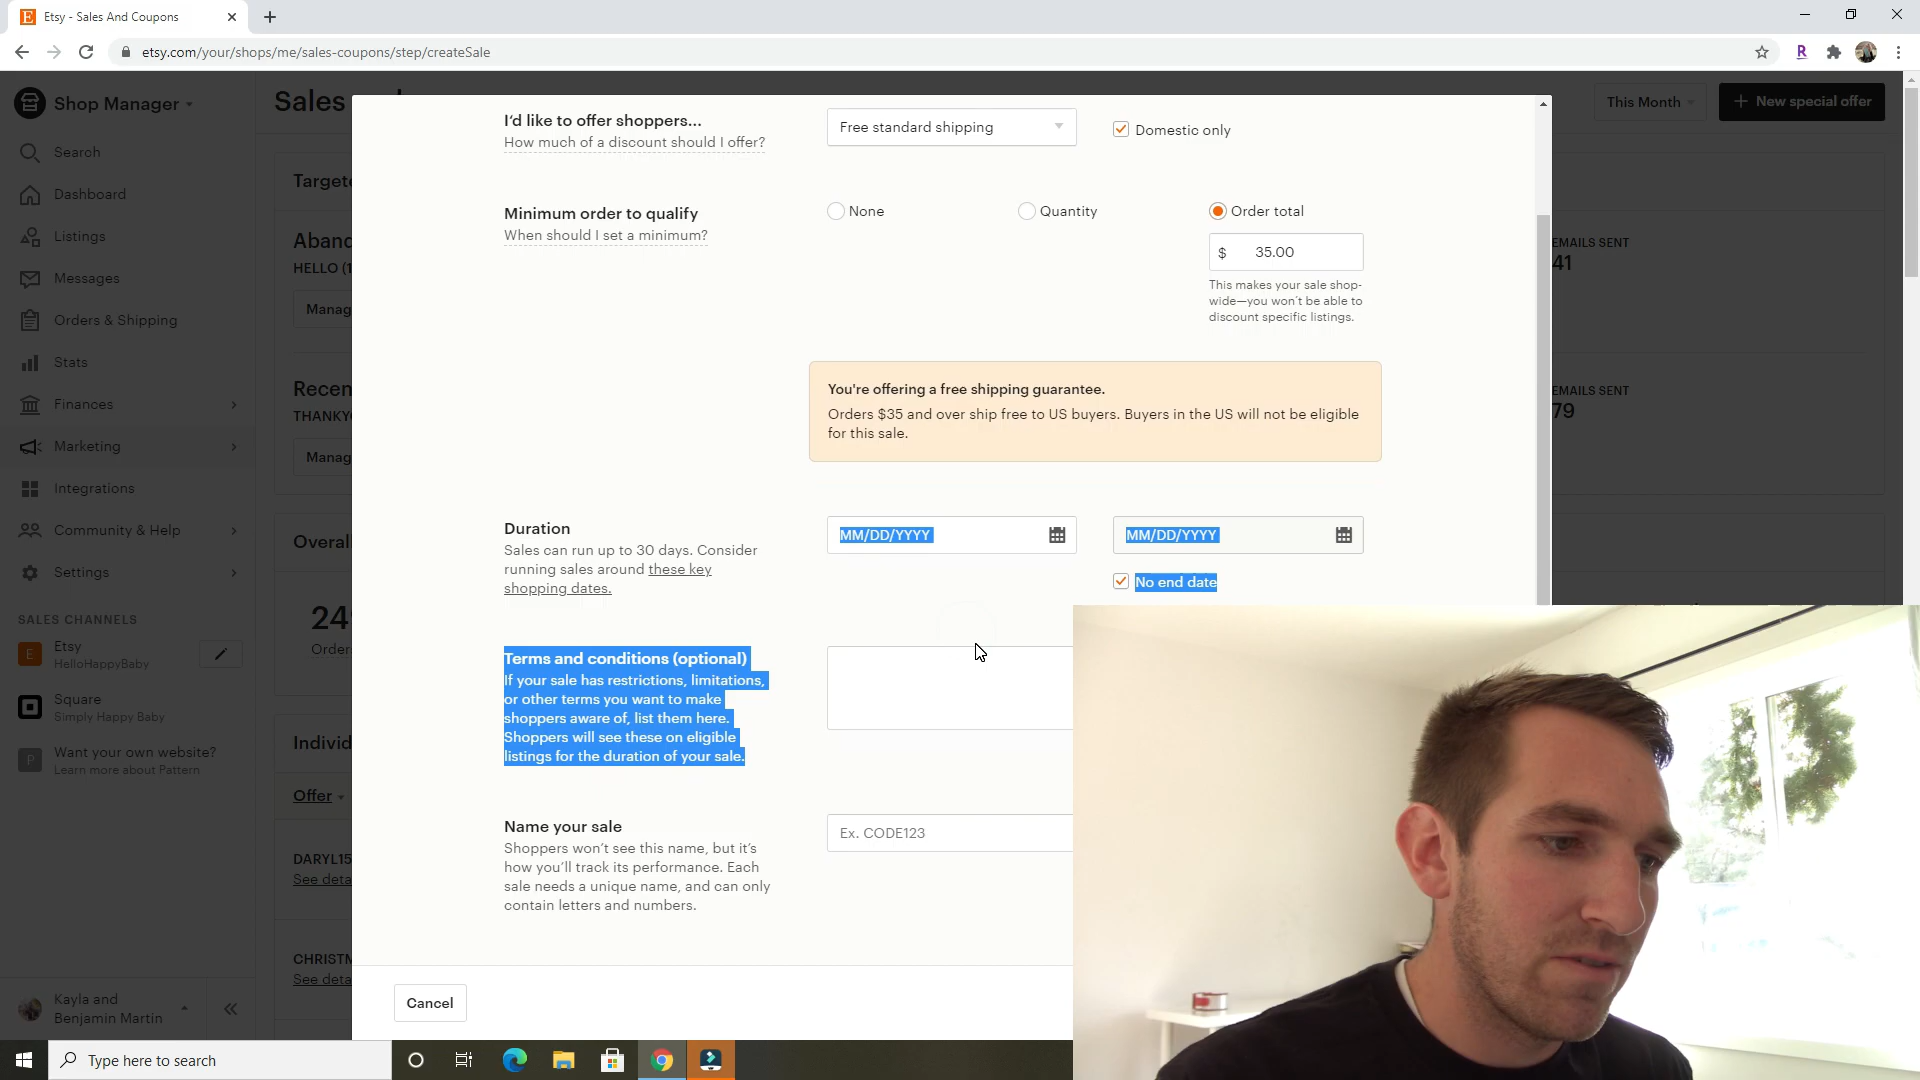 Etsy - Sales And Coupons
etsy.com/your/shops/me/sales-coupons/step/createSale
R
Shop Manager
Search
Dashboard
Listings
Messages
Orders & Shipping
Stats
Finances
Marketing
Integrations
Community & Help
Settings
SALES CHANNELS
E
Etsy
HelloHappyBaby
Square
Simply Happy Baby
P
Want your own website?
Learn more about Pattern
Kayla and
Benjamin Martin
Sales
This Month
New special offer
Targete
Aband
HELLO (1
Manag
EMAILS SENT
41
Recen
THANKYO
Manag
EMAILS SENT
79
Overall
249
Orders
Individ
Offer
DARYL15
See deta
CHRISTM
See deta
I'd like to offer shoppers...
How much of a discount should I offer?
Free standard shipping
Domestic only
Minimum order to qualify
When should I set a minimum?
None
Quantity
Order total
$ 35.00
This makes your sale shop-
wide—you won't be able to
discount specific listings.
You're offering a free shipping guarantee.
Orders $35 and over ship free to US buyers. Buyers in the US will not be eligible
for this sale.
Duration
Sales can run up to 30 days. Consider
running sales around these key
shopping dates.
MM/DD/YYYY
MM/DD/YYYY
No end date
Terms and conditions (optional)
If your sale has restrictions, limitations,
or other terms you want to make
shoppers aware of, list them here.
Shoppers will see these on eligible
listings for the duration of your sale.
Name your sale
Shoppers won't see this name, but it's
how you'll track its performance. Each
sale needs a unique name, and can only
contain letters and numbers.
Ex. CODE123
Cancel
Type here to search